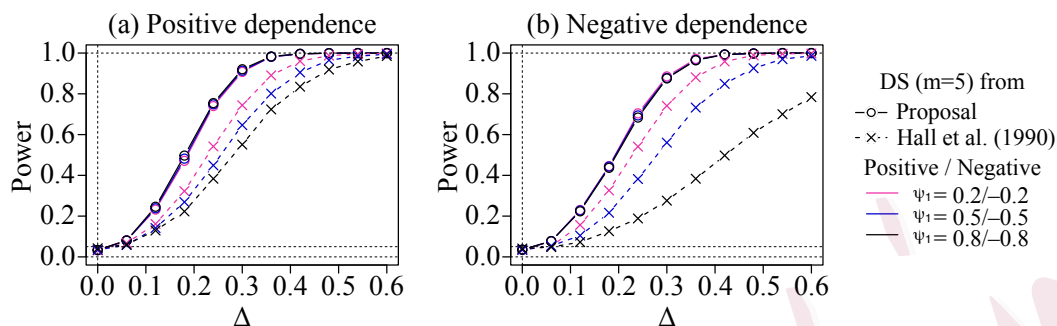 (a) Positive dependence
(b) Negative dependence
Power
1.0
0.8
0.6
0.4
0.2
0.0
0.0 0.1 0.2 0.3 0.4 0.5 0.6
Δ
Power
1.0
0.8
0.6
0.4
0.2
0.0
0.0 0.1 0.2 0.3 0.4 0.5 0.6
Δ
DS (m=5) from
Proposal
Hall et al. (1990)
Positive / Negative
ψ₁= 0.2/−0.2
ψ₁= 0.5/−0.5
ψ₁= 0.8/−0.8